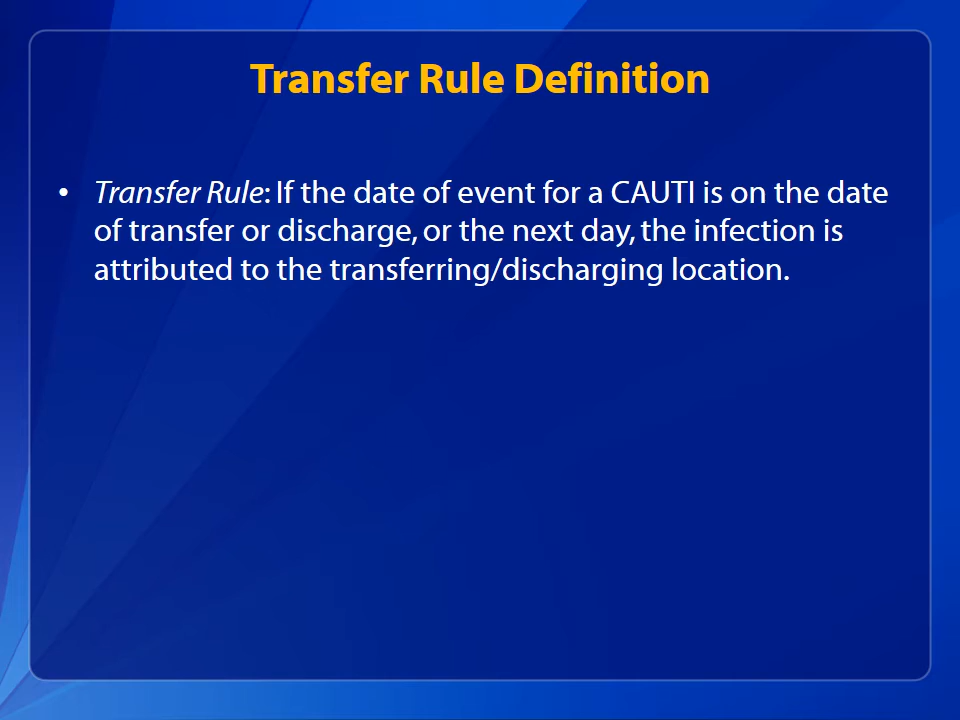 Transfer Rule Definition
• Transfer Rule: If the date of event for a CAUTI is on the date
of transfer or discharge, or the next day, the infection is
attributed to the transferring/discharging location.